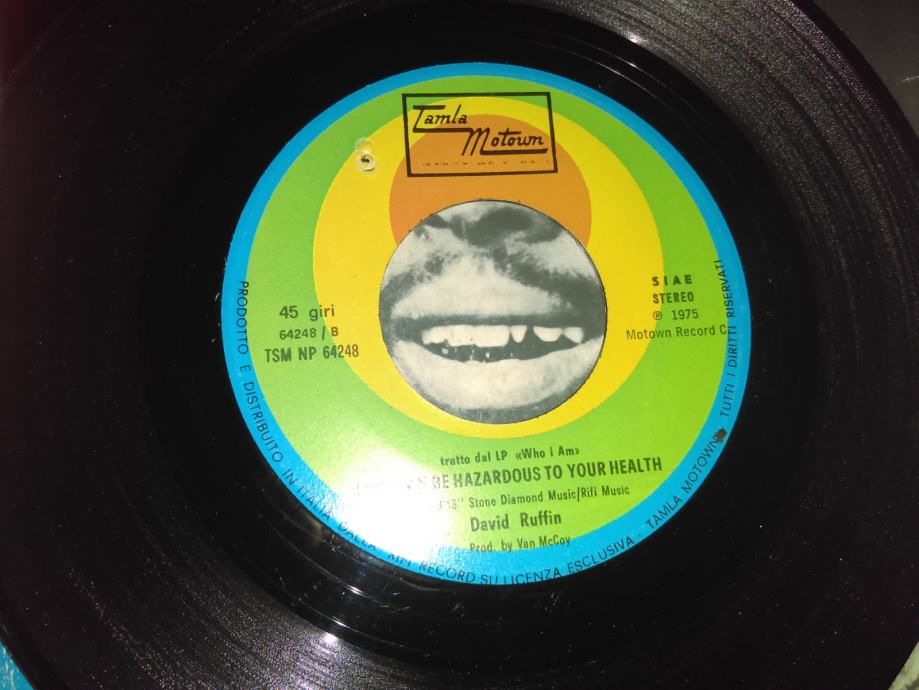 Tamla
Motown
45 giri
64248 / B
TSM NP 64248
SIAE
STEREO
℗ 1975
Motown Record C
tratto dal LP «Who i Am»
BE HAZARDOUS TO YOUR HEALTH
Stone Diamond Music/Rifi Music
David Ruffin
Prod. by Van McCoy
PRODOTTO E DISTRIBUITO IN ITALIA DALLA RIFI RECORD SU LICENZA ESCLUSIVA - TAMLA MOTOWN TUTTI I DIRITTI RISERVATI